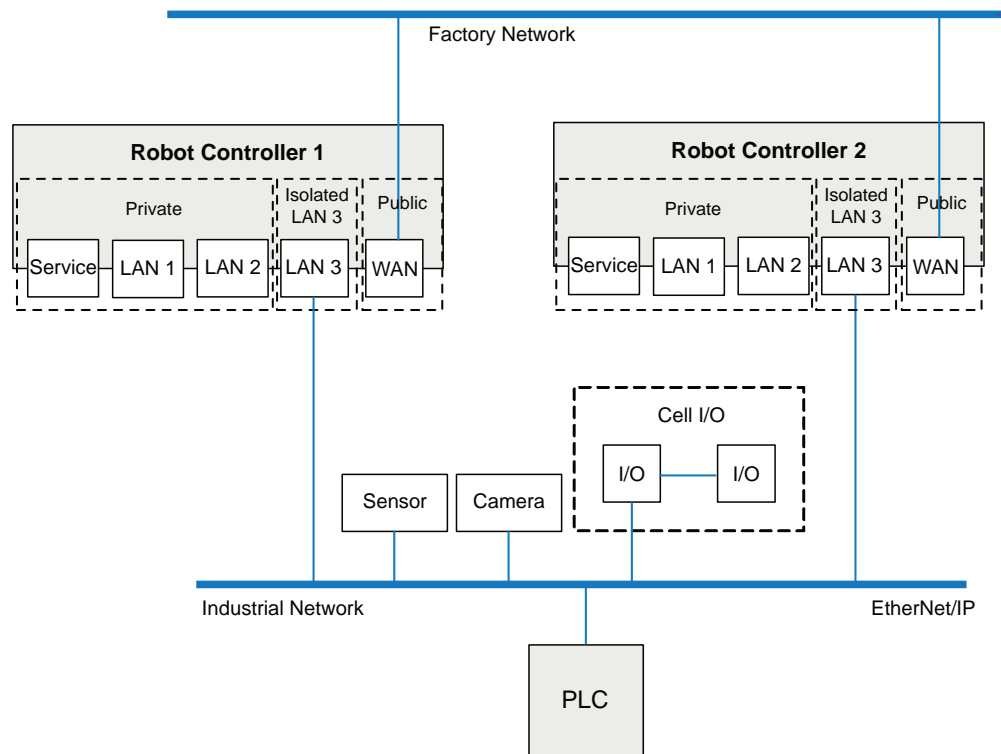 Factory Network
Robot Controller 1
Private
Isolated
LAN 3
Public
Service
LAN 1
LAN 2
LAN 3
WAN
Robot Controller 2
Private
Isolated
LAN 3
Public
Service
LAN 1
LAN 2
LAN 3
WAN
Cell I/O
I/O
I/O
Sensor
Camera
Industrial Network
EtherNet/IP
PLC